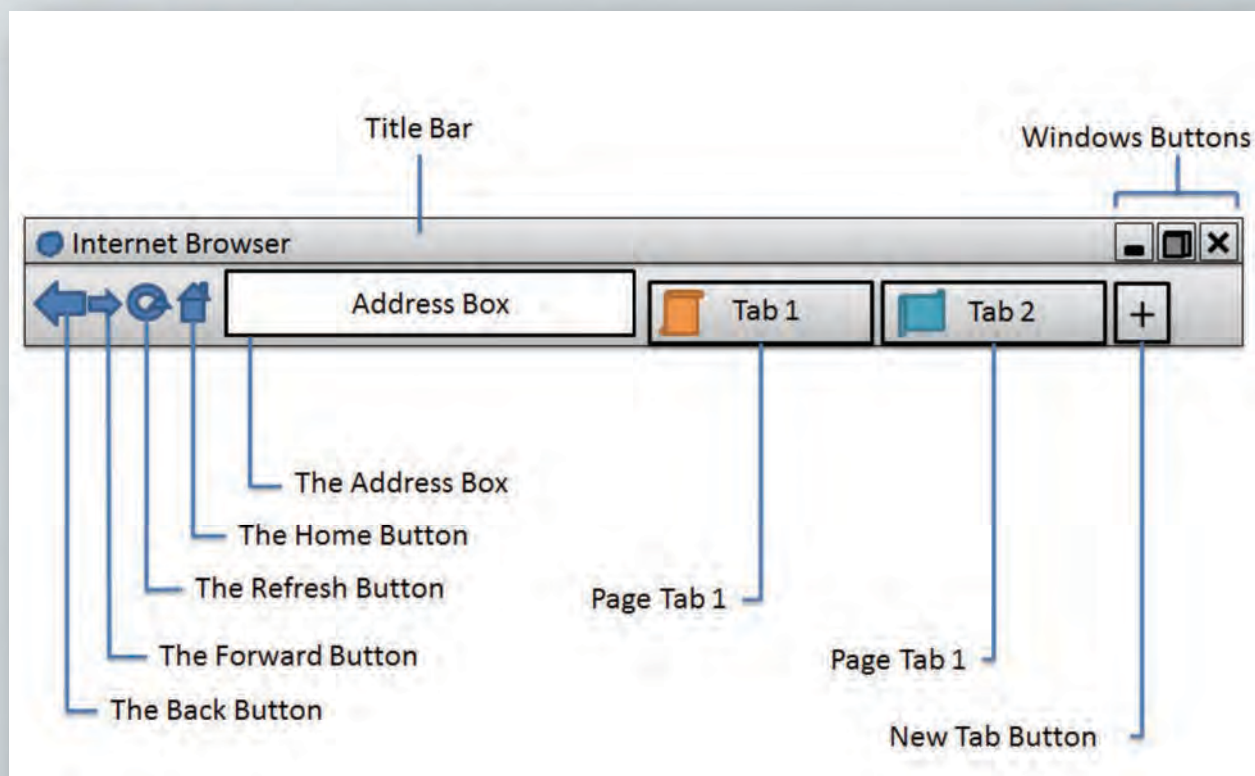 Title Bar
Windows Buttons
Internet Browser
Address Box
Tab 1
Tab 2
+
The Address Box
The Home Button
The Refresh Button
Page Tab 1
The Forward Button
Page Tab 1
The Back Button
New Tab Button